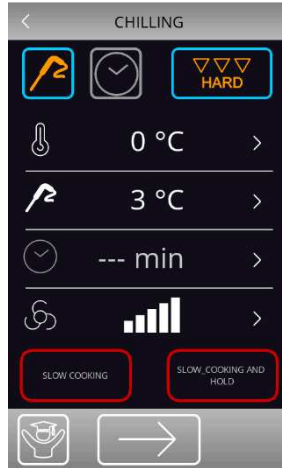 CHILLING
HARD
0 °C
3 °C
--- min
SLOW COOKING
SLOW_COOKING AND
HOLD